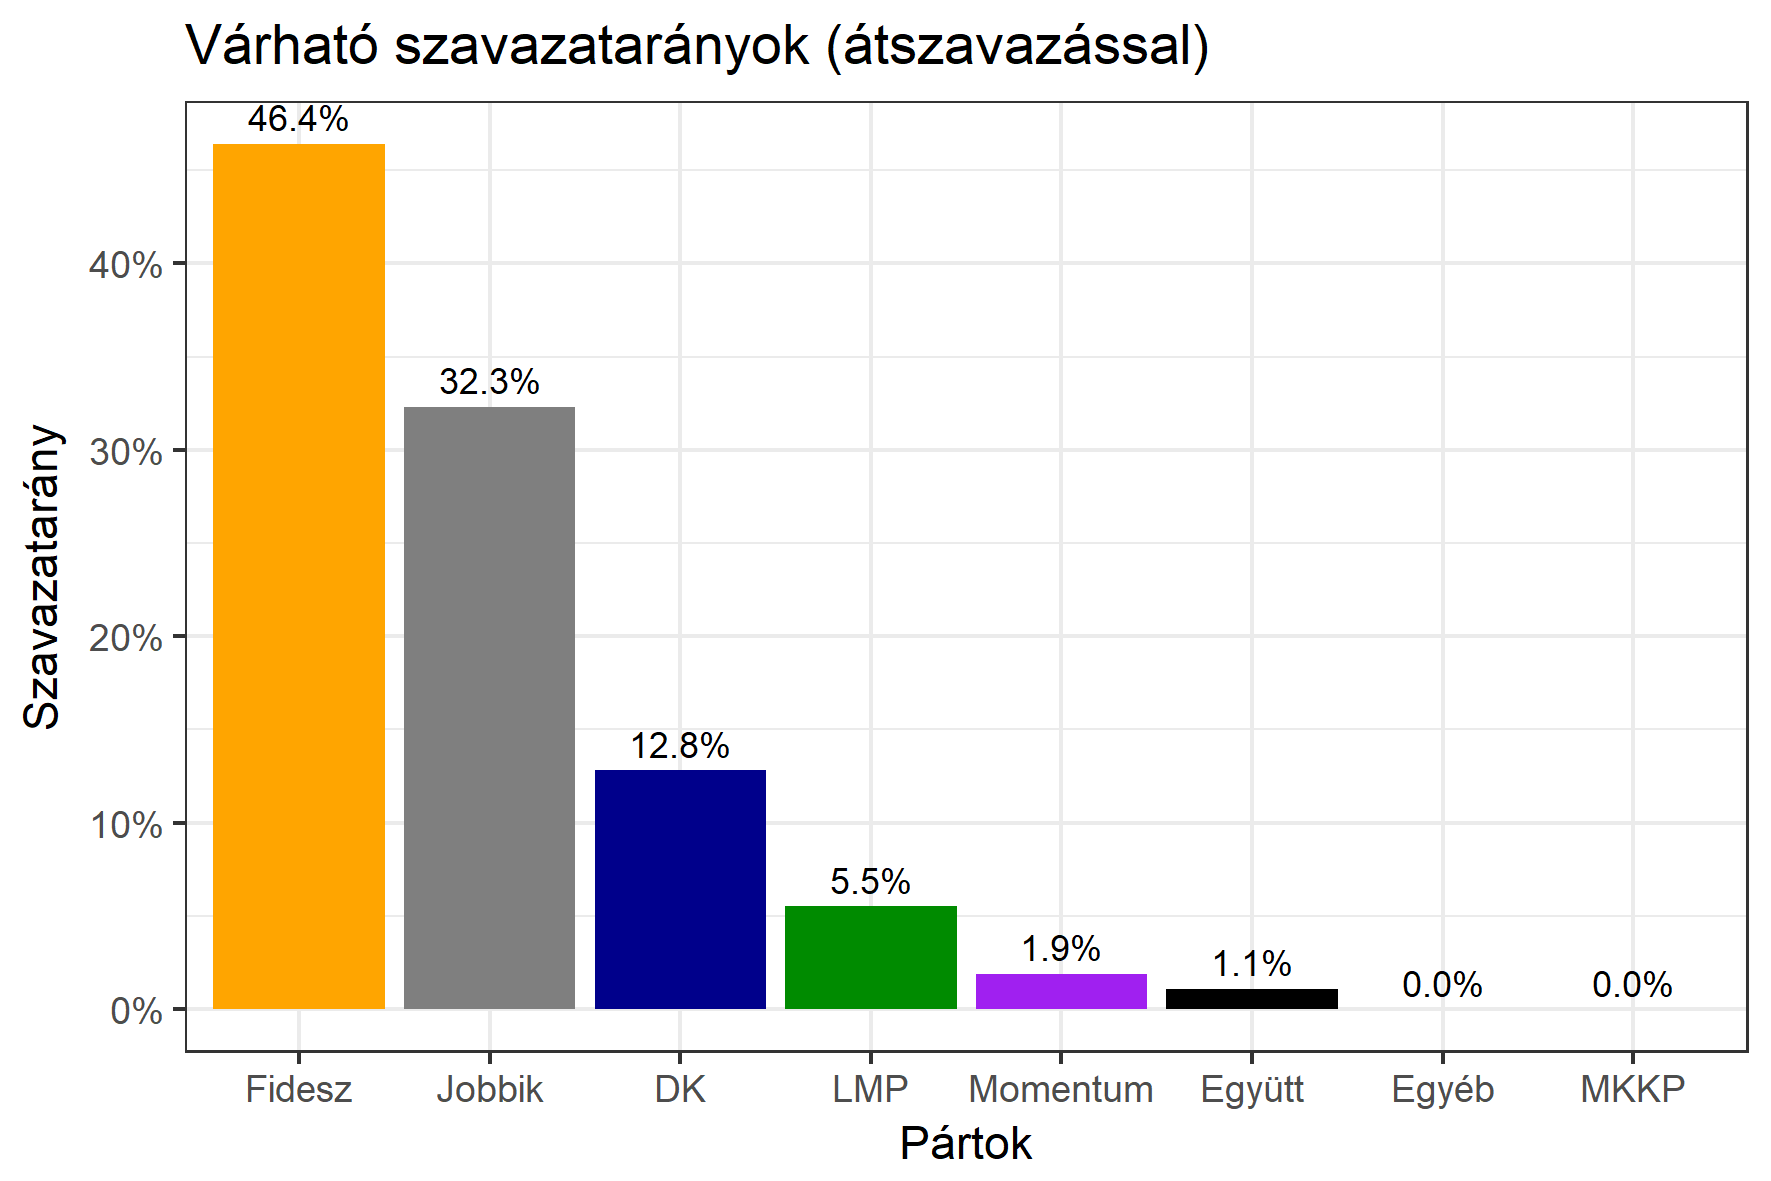 Várható szavazatarányok (átszavazással)
46.4%
32.3%
12.8%
5.5%
1.9%
1.1%
0.0%
0.0%
40%
30%
20%
10%
0%
Szavazatarány
Fidesz
Jobbik
DK
LMP
Momentum
Együtt
Egyéb
MKKP
Pártok